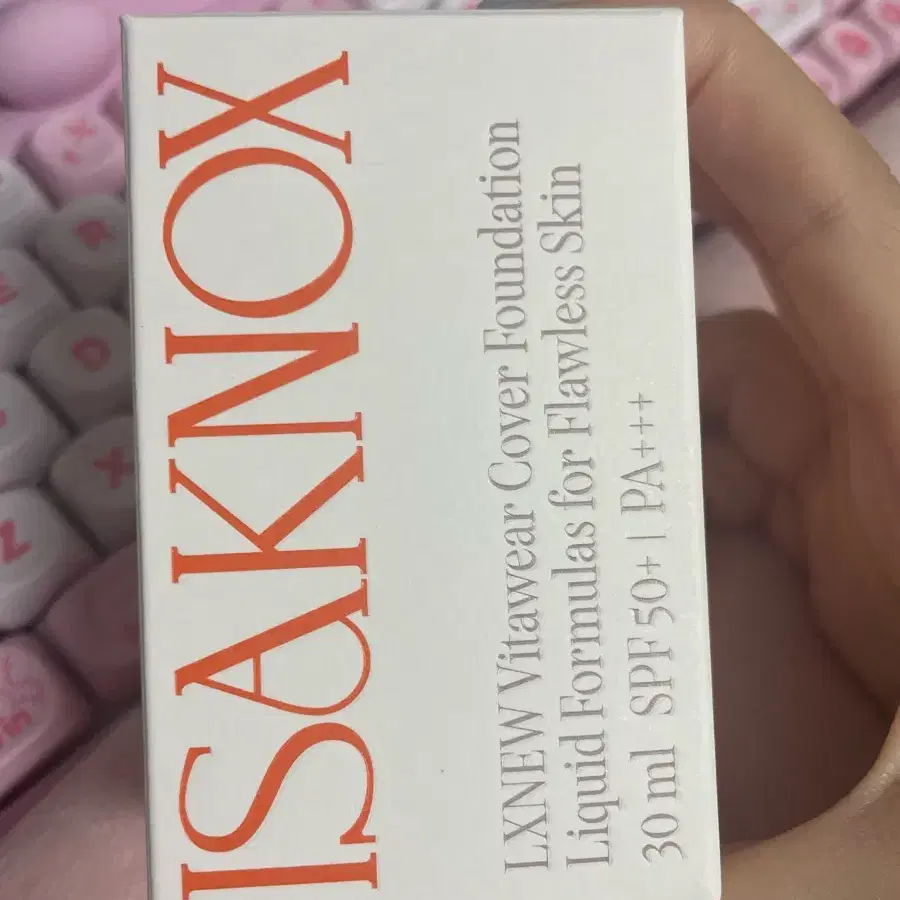 ISAKNOX
LXNEW Vitawear Cover Foundation
Liquid Formulas for Flawless Skin
30 ml SPF 50+ | PA+++